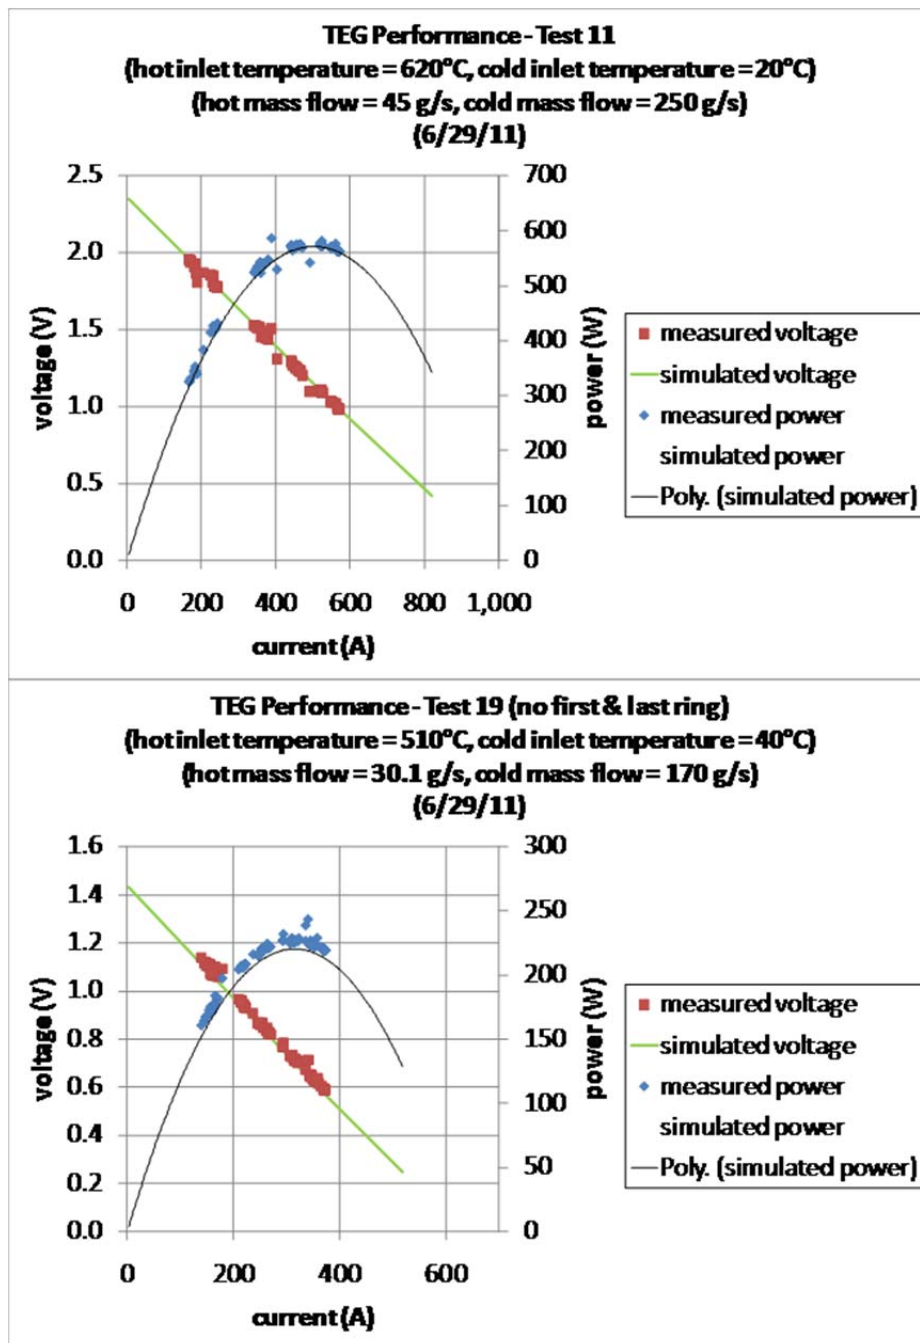 TEG Performance - Test 11
(hot inlet temperature = 620°C, cold inlet temperature = 20°C)
(hot mass flow = 45 g/s, cold mass flow = 250 g/s)
(6/29/11)
2.5
2.0
1.5
1.0
0.5
0.0
voltage (V)
700
600
500
400
300
200
100
0
power (W)
0 200 400 600 800 1,000
current (A)
measured voltage
simulated voltage
measured power
simulated power
Poly. (simulated power)
TEG Performance - Test 19 (no first & last ring)
(hot inlet temperature = 510°C, cold inlet temperature = 40°C)
(hot mass flow = 30.1 g/s, cold mass flow = 170 g/s)
(6/29/11)
1.6
1.4
1.2
1.0
0.8
0.6
0.4
0.2
0.0
voltage (V)
300
250
200
150
100
50
0
power (W)
0 200 400 600
current (A)
measured voltage
simulated voltage
measured power
simulated power
Poly. (simulated power)